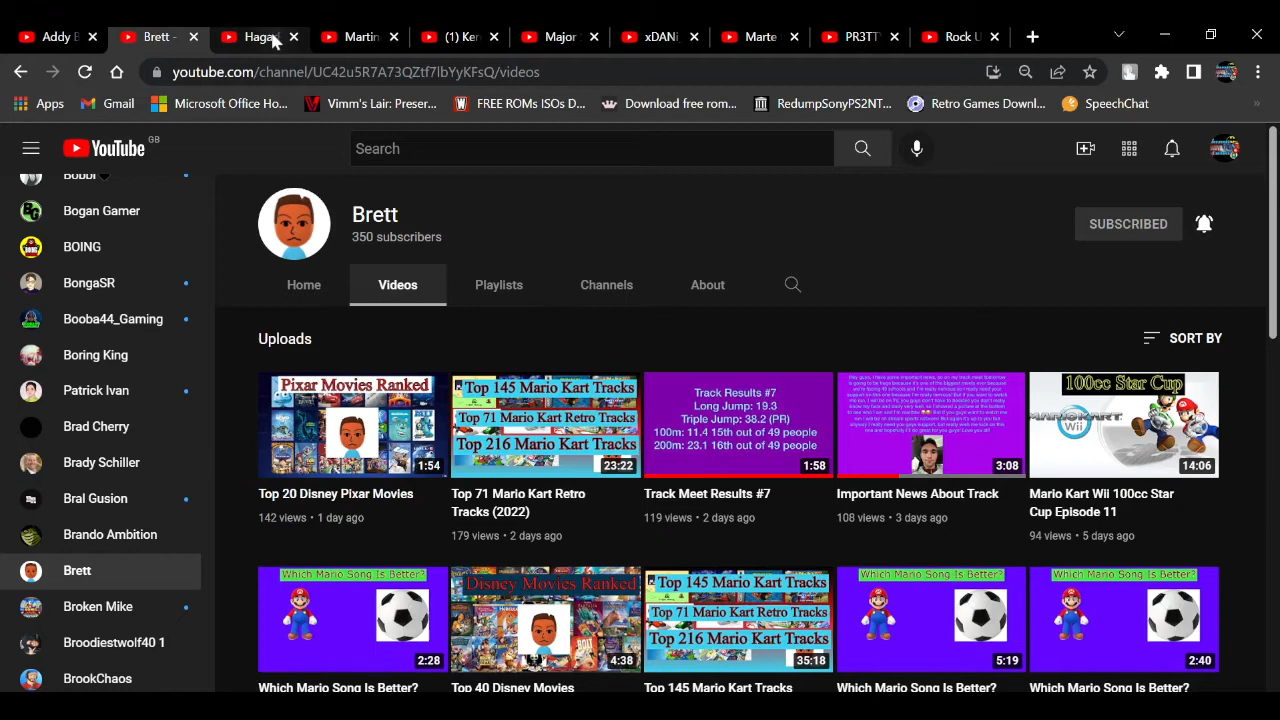 Addy B
Brett -
Haga
Martin
(1) Ker
Major
xDANi
Marte
PR3TT
Rock U
youtube.com/channel/UC42u5R7A73QZtf7lbYyKFsQ/videos
Apps
Gmail
Microsoft Office Ho...
Vimm's Lair: Preser...
FREE ROMs ISOs D...
Download free rom...
RedumpSonyPS2NT...
Retro Games Downl...
SpeechChat
YouTube GB
Search
Bobbi
Bogan Gamer
BOING
BongaSR
Booba44_Gaming
Boring King
Patrick Ivan
Brad Cherry
Brady Schiller
Bral Gusion
Brando Ambition
Brett
Broken Mike
Broodiestwolf40 1
BrookChaos
Brett
350 subscribers
SUBSCRIBED
Home
Videos
Playlists
Channels
About
Uploads
SORT BY
Pixar Movies Ranked
1:54
Top 20 Disney Pixar Movies
142 views • 1 day ago
Top 145 Mario Kart Tracks
Top 71 Mario Kart Retro Tracks
Top 216 Mario Kart Tracks
23:22
Top 71 Mario Kart Retro
Tracks (2022)
179 views • 2 days ago
Track Results #7
Long Jump: 19.3
Triple Jump: 38.2 (PR)
100m: 11.4 15th out of 49 people
200m: 23.1 16th out of 49 people
1:58
Track Meet Results #7
119 views • 2 days ago
3:08
Important News About Track
108 views • 3 days ago
100cc Star Cup
MARIOKART
Wii
14:06
Mario Kart Wii 100cc Star
Cup Episode 11
94 views • 5 days ago
Which Mario Song Is Better?
2:28
Which Mario Song Is Better?
Disney Movies Ranked
4:38
Top 40 Disney Movies
Top 145 Mario Kart Tracks
Top 71 Mario Kart Retro Tracks
Top 216 Mario Kart Tracks
35:18
Top 145 Mario Kart Tracks
Which Mario Song Is Better?
5:19
Which Mario Song Is Better?
Which Mario Song Is Better?
2:40
Which Mario Song Is Better?